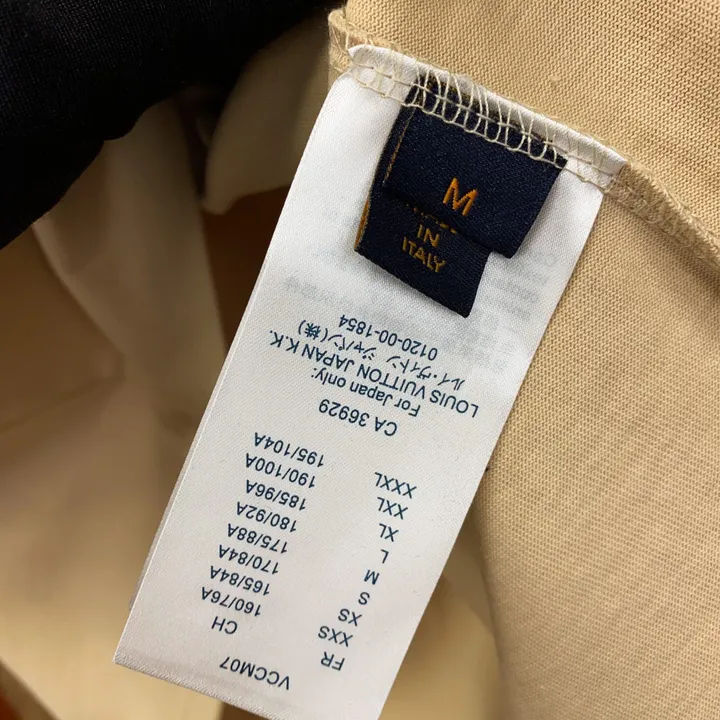 M
IN
ITALY
VCCM07
FR CH
XXS 160/76A
XS 165/84A
S 170/84A
M 175/88A
L 180/92A
XL 185/96A
XXL 190/100A
XXXL 195/104A
CA 36929
For Japan only:
LOUIS VUITTON JAPAN K.K.
ルイ・ヴィトン ジャパン(株)
0120-00-1854